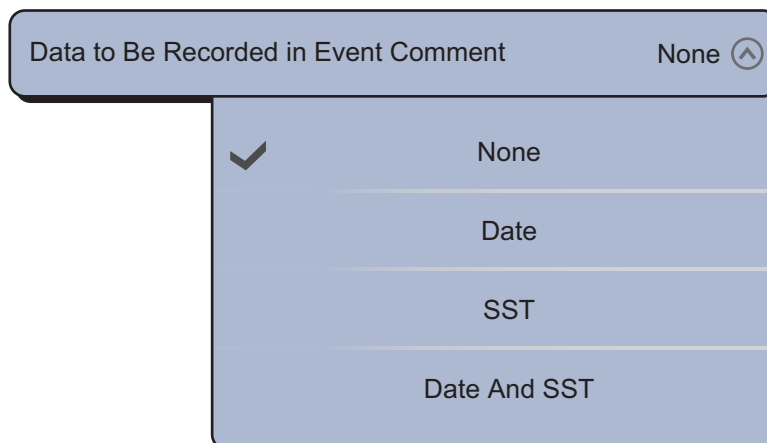 Data to Be Recorded in Event Comment None
None
Date
SST
Date And SST